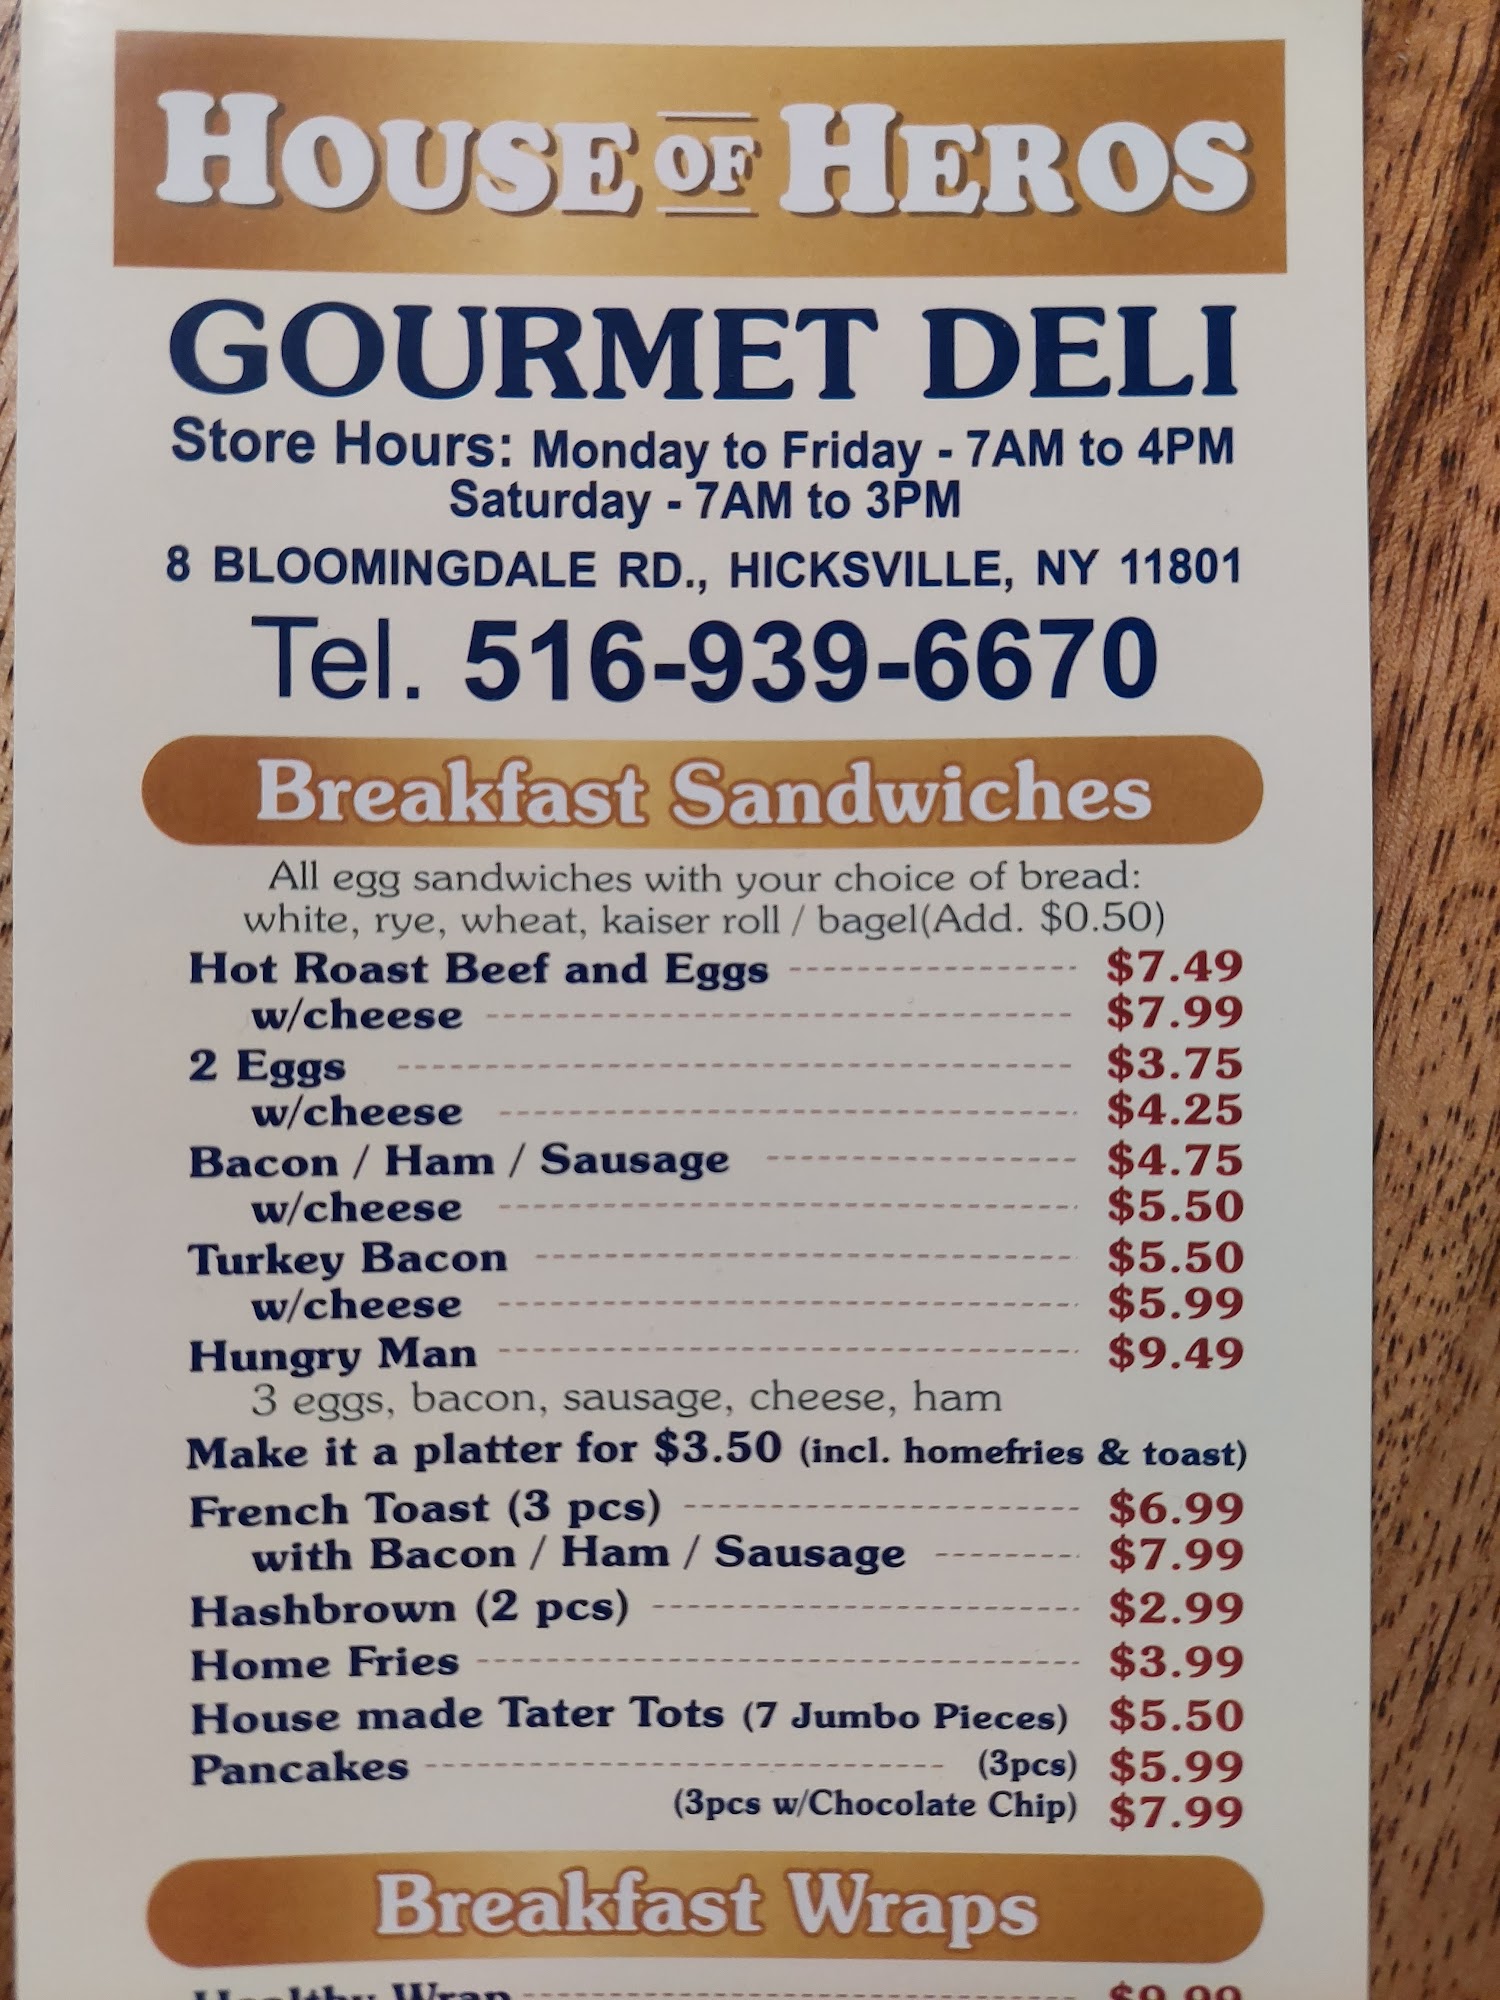 HOUSE OF HEROS
GOURMET DELI
Store Hours: Monday to Friday - 7AM to 4PM
Saturday - 7AM to 3PM
8 BLOOMINGDALE RD., HICKSVILLE, NY 11801
Tel. 516-939-6670
Breakfast Sandwiches
All egg sandwiches with your choice of bread:
white, rye, wheat, kaiser roll / bagel(Add. $0.50)
Hot Roast Beef and Eggs $7.49
w/cheese $7.99
2 Eggs $3.75
w/cheese $4.25
Bacon / Ham / Sausage $4.75
w/cheese $5.50
Turkey Bacon $5.50
w/cheese $5.99
Hungry Man $9.49
3 eggs, bacon, sausage, cheese, ham
Make it a platter for $3.50 (incl. homefries & toast)
French Toast (3 pcs) $6.99
with Bacon / Ham / Sausage $7.99
Hashbrown (2 pcs) $2.99
Home Fries $3.99
House made Tater Tots (7 Jumbo Pieces) $5.50
Pancakes (3pcs) $5.99
(3pcs w/Chocolate Chip) $7.99
Breakfast Wraps
Healthy Wrap